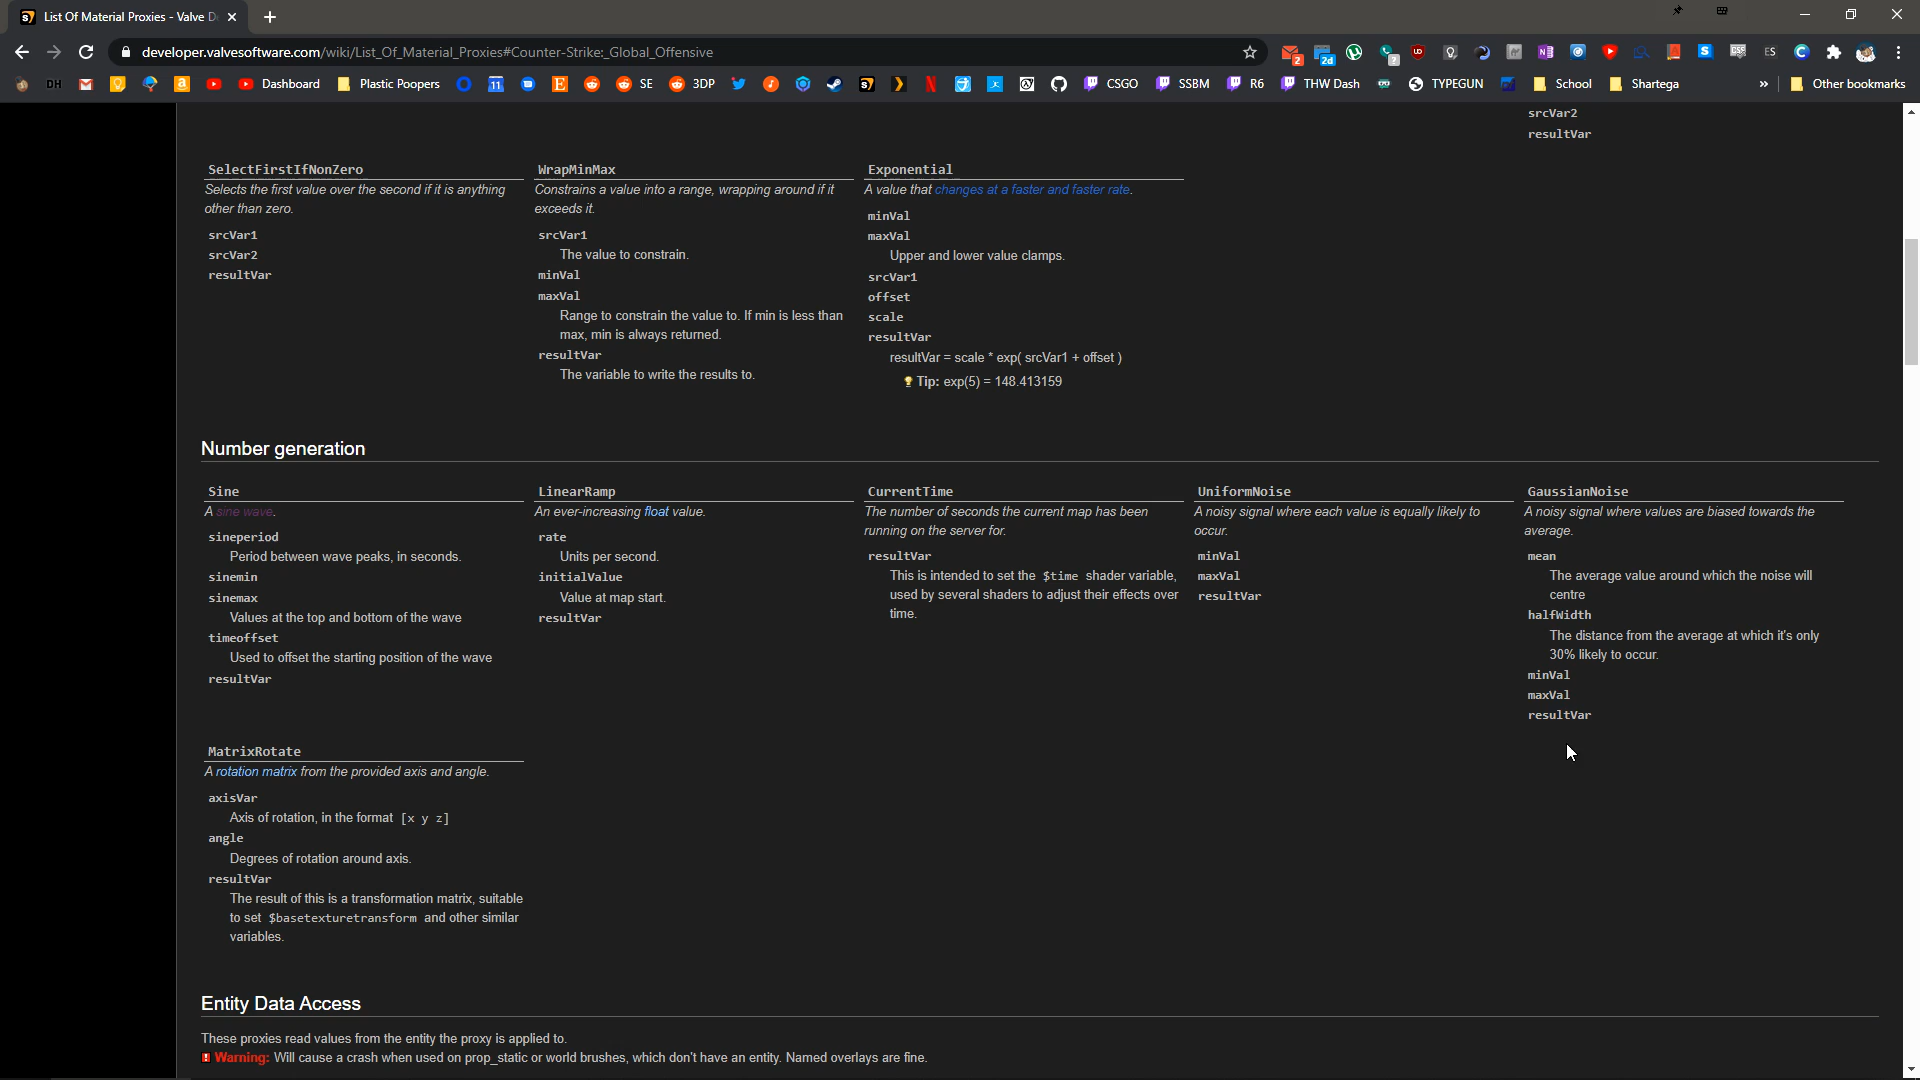 List Of Material Proxies - Valve D
developer.valvesoftware.com/wiki/List_Of_Material_Proxies#Counter-Strike:_Global_Offensive
2
2d
?
ES
DH
Dashboard
Plastic Poopers
11
SE
3DP
CSGO
SSBM
R6
THW Dash
TYPEGUN
School
Shartega
»
Other bookmarks
srcVar2
resultVar
SelectFirstIfNonZero
Selects the first value over the second if it is anything
other than zero.
srcVar1
srcVar2
resultVar
WrapMinMax
Constrains a value into a range, wrapping around if it
exceeds it.
srcVar1
The value to constrain.
minVal
maxVal
Range to constrain the value to. If min is less than
max, min is always returned.
resultVar
The variable to write the results to.
Exponential
A value that changes at a faster and faster rate.
minVal
maxVal
Upper and lower value clamps.
srcVar1
offset
scale
resultVar
resultVar = scale * exp( srcVar1 + offset )
Tip: exp(5) = 148.413159
Number generation
Sine
A sine wave.
sineperiod
Period between wave peaks, in seconds.
sinemin
sinemax
Values at the top and bottom of the wave
timeoffset
Used to offset the starting position of the wave
resultVar
LinearRamp
An ever-increasing float value.
rate
Units per second.
initialValue
Value at map start.
resultVar
CurrentTime
The number of seconds the current map has been
running on the server for.
resultVar
This is intended to set the $time shader variable,
used by several shaders to adjust their effects over
time.
UniformNoise
A noisy signal where each value is equally likely to
occur.
minVal
maxVal
resultVar
GaussianNoise
A noisy signal where values are biased towards the
average.
mean
The average value around which the noise will
centre
halfWidth
The distance from the average at which it's only
30% likely to occur.
minVal
maxVal
resultVar
MatrixRotate
A rotation matrix from the provided axis and angle.
axisVar
Axis of rotation, in the format [x y z]
angle
Degrees of rotation around axis.
resultVar
The result of this is a transformation matrix, suitable
to set $basetexturetransform and other similar
variables.
Entity Data Access
These proxies read values from the entity the proxy is applied to.
Warning: Will cause a crash when used on prop_static or world brushes, which don't have an entity. Named overlays are fine.